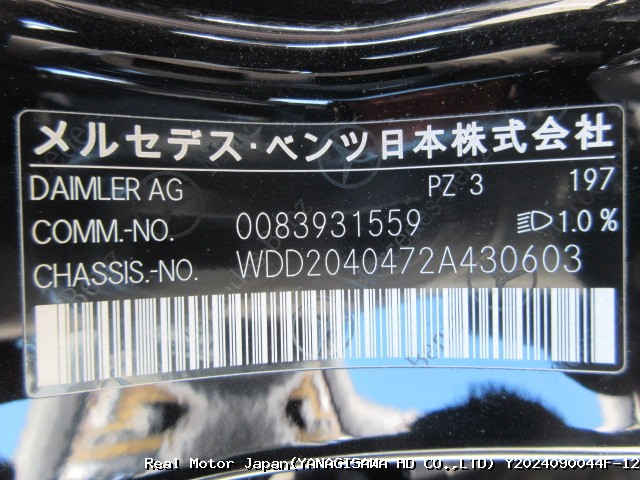 メルセデス・ベンツ日本株式会社
DAIMLER AG PZ 3 197
COMM.-NO. 0083931559 1.0 %
CHASSIS.-NO. WDD2040472A430603
Real Motor Japan(YANAGISAWA HD CO.,LTD) Y2024090044F-12